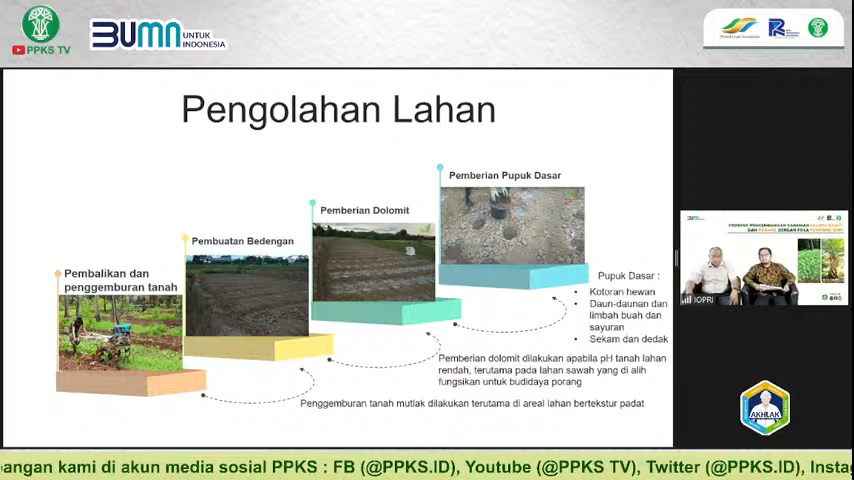 PPKS TV
BUMN UNTUK
INDONESIA
Pengolahan Lahan
Pemberian Pupuk Dasar
Pemberian Dolomit
Pembuatan Bedengan
Pembalikan dan
penggemburan tanah
Pupuk Dasar :
• Kotoran hewan
• Daun-daunan dan
limbah buah dan
sayuran
• Sekam dan dedak
Pemberian dolomit dilakukan apabila pH tanah lahan
rendah, terutama pada lahan sawah yang di alih
fungsikan untuk budidaya porang
Penggemburan tanah mutlak dilakukan terutama di areal lahan bertekstur padat
IOPRI
AKHLAK
angan kami di akun media sosial PPKS : FB (@PPKS.ID), Youtube (@PPKS TV), Twitter (@PPKS.ID), Insta